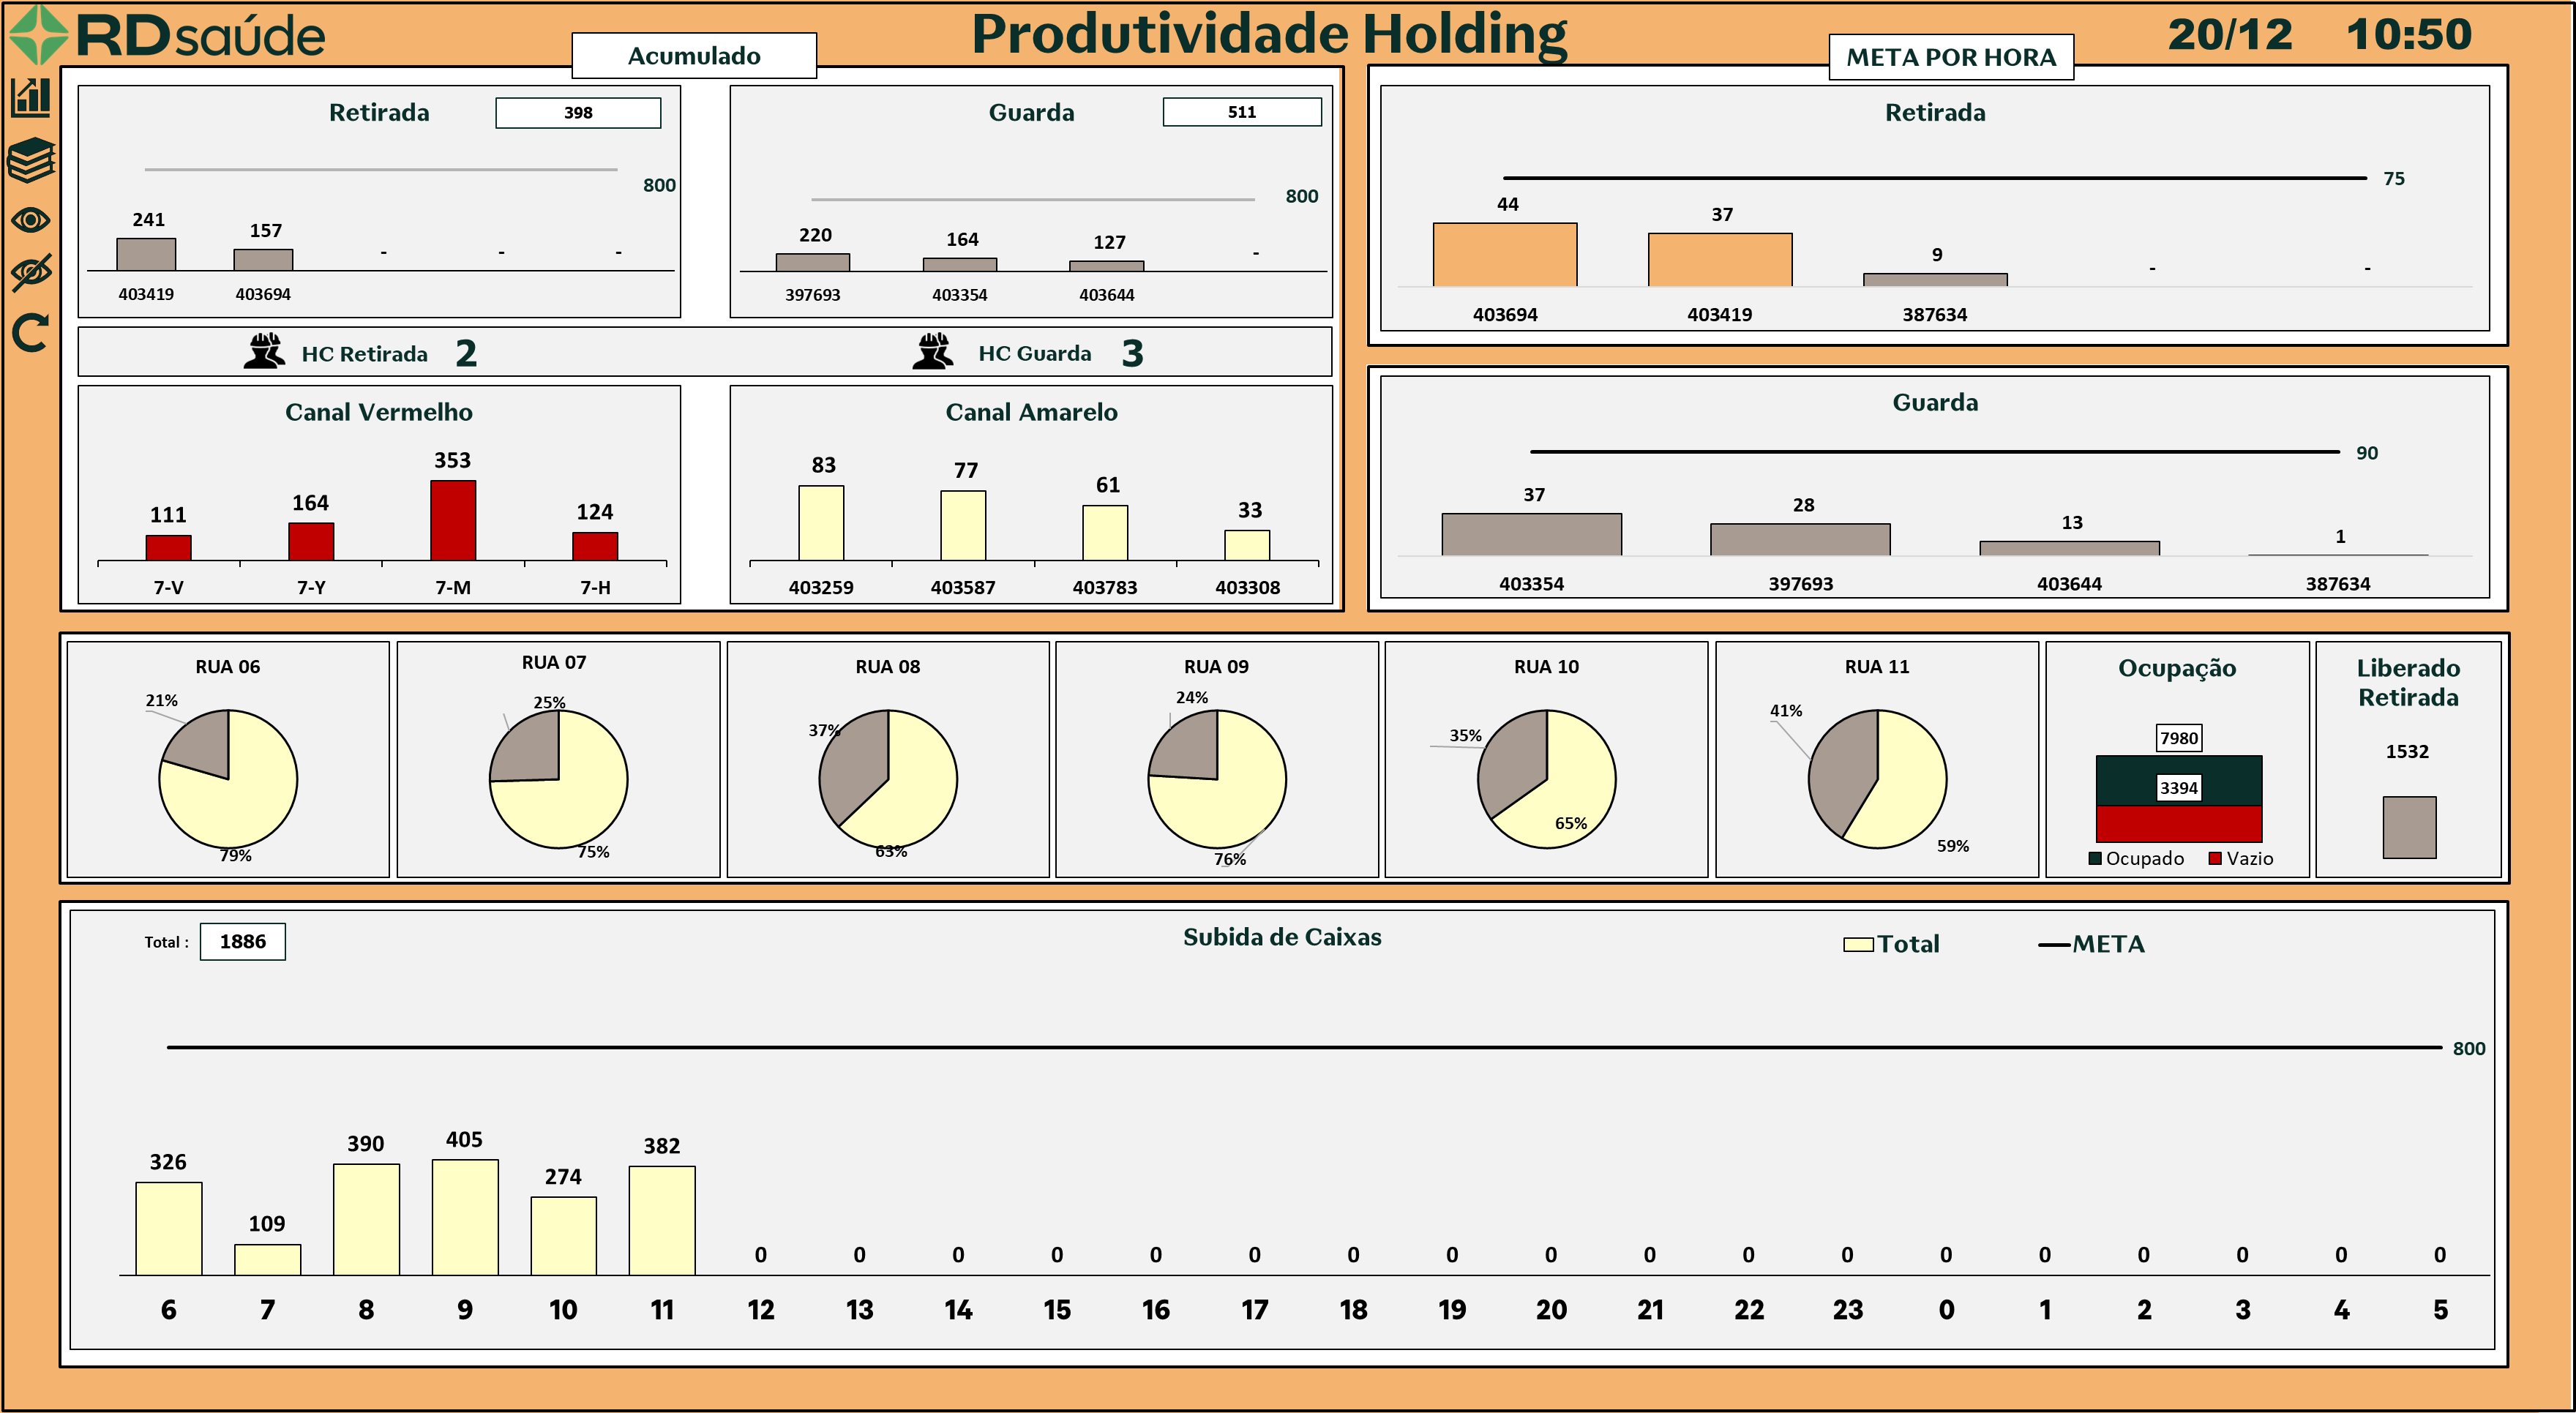 RDsaúde
Produtividade Holding
20/12 10:50
Acumulado
META POR HORA
Retirada
398
800
241
157
-
-
-
403419
403694
Guarda
511
800
220
164
127
-
397693
403354
403644
Retirada
75
44
37
9
-
-
403694
403419
387634
HC Retirada 2
HC Guarda 3
Canal Vermelho
111
164
353
124
7-V
7-Y
7-M
7-H
Canal Amarelo
83
77
61
33
403259
403587
403783
403308
Guarda
90
37
28
13
1
403354
397693
403644
387634
RUA 06
21%
79%
RUA 07
25%
75%
RUA 08
37%
63%
RUA 09
24%
76%
RUA 10
35%
65%
RUA 11
41%
59%
Ocupação
7980
3394
Ocupado Vazio
Liberado
Retirada
1532
Total : 1886
Subida de Caixas
Total META
800
326 109 390 405 274 382 0 0 0 0 0 0 0 0 0 0 0 0 0 0 0 0 0 0
6 7 8 9 10 11 12 13 14 15 16 17 18 19 20 21 22 23 0 1 2 3 4 5